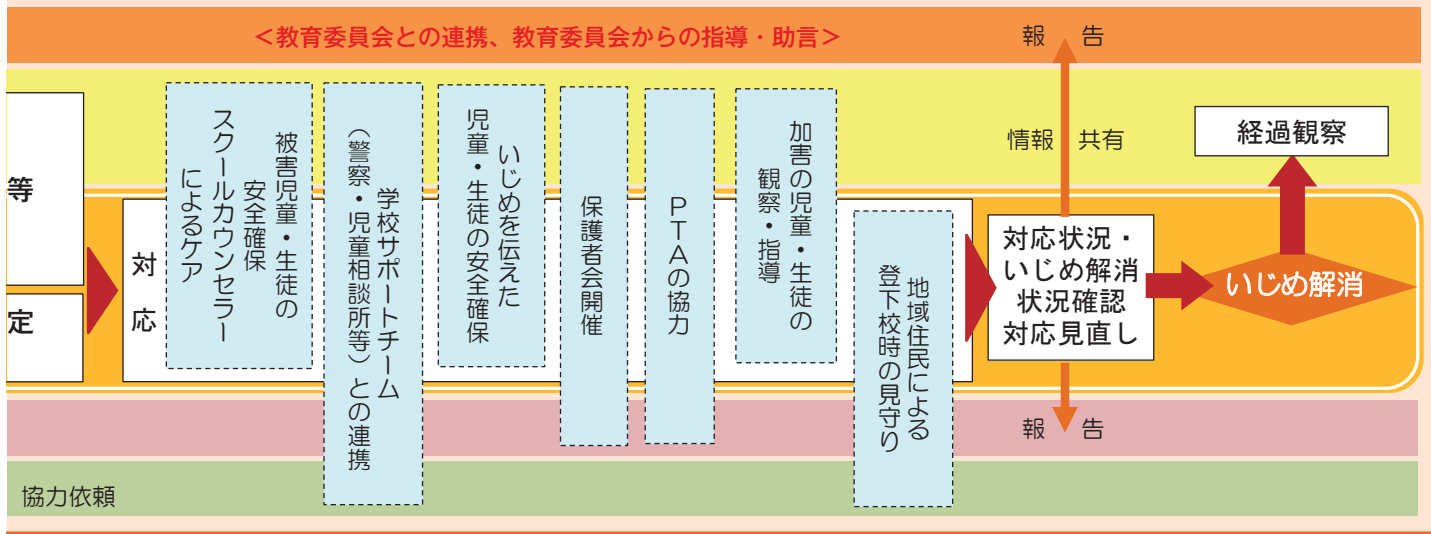 ＜教育委員会との連携、教育委員会からの指導・助言＞
報　告
等
定
対
応
被害児童・生徒の
安全確保
スクールカウンセラー
によるケア
学校サポートチーム
（警察・児童相談所等）との連携
いじめを伝えた
児童・生徒の安全確保
保護者会開催
ＰＴＡの協力
加害の児童・生徒の
観察・指導
地域住民による
登下校時の見守り
情報　共有
対応状況・
いじめ解消
状況確認
対応見直し
いじめ解消
経過観察
報　告
協力依頼